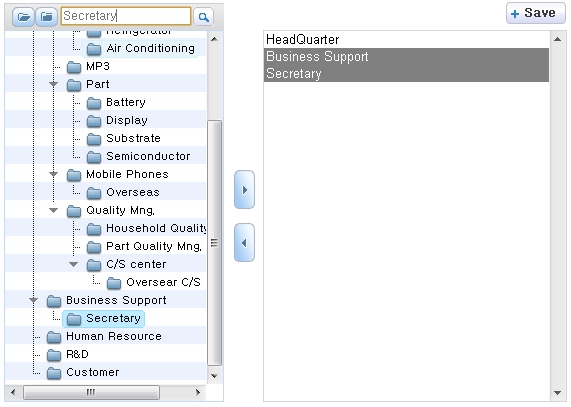 Secretary
Save
Refrigerator
Air Conditioning
MP3
Part
Battery
Display
Substrate
Semiconductor
Mobile Phones
Overseas
Quality Mng,
Household Quality
Part Quality Mng,
C/S center
Oversear C/S
Business Support
Secretary
Human Resource
R&D
Customer
HeadQuarter
Business Support
Secretary